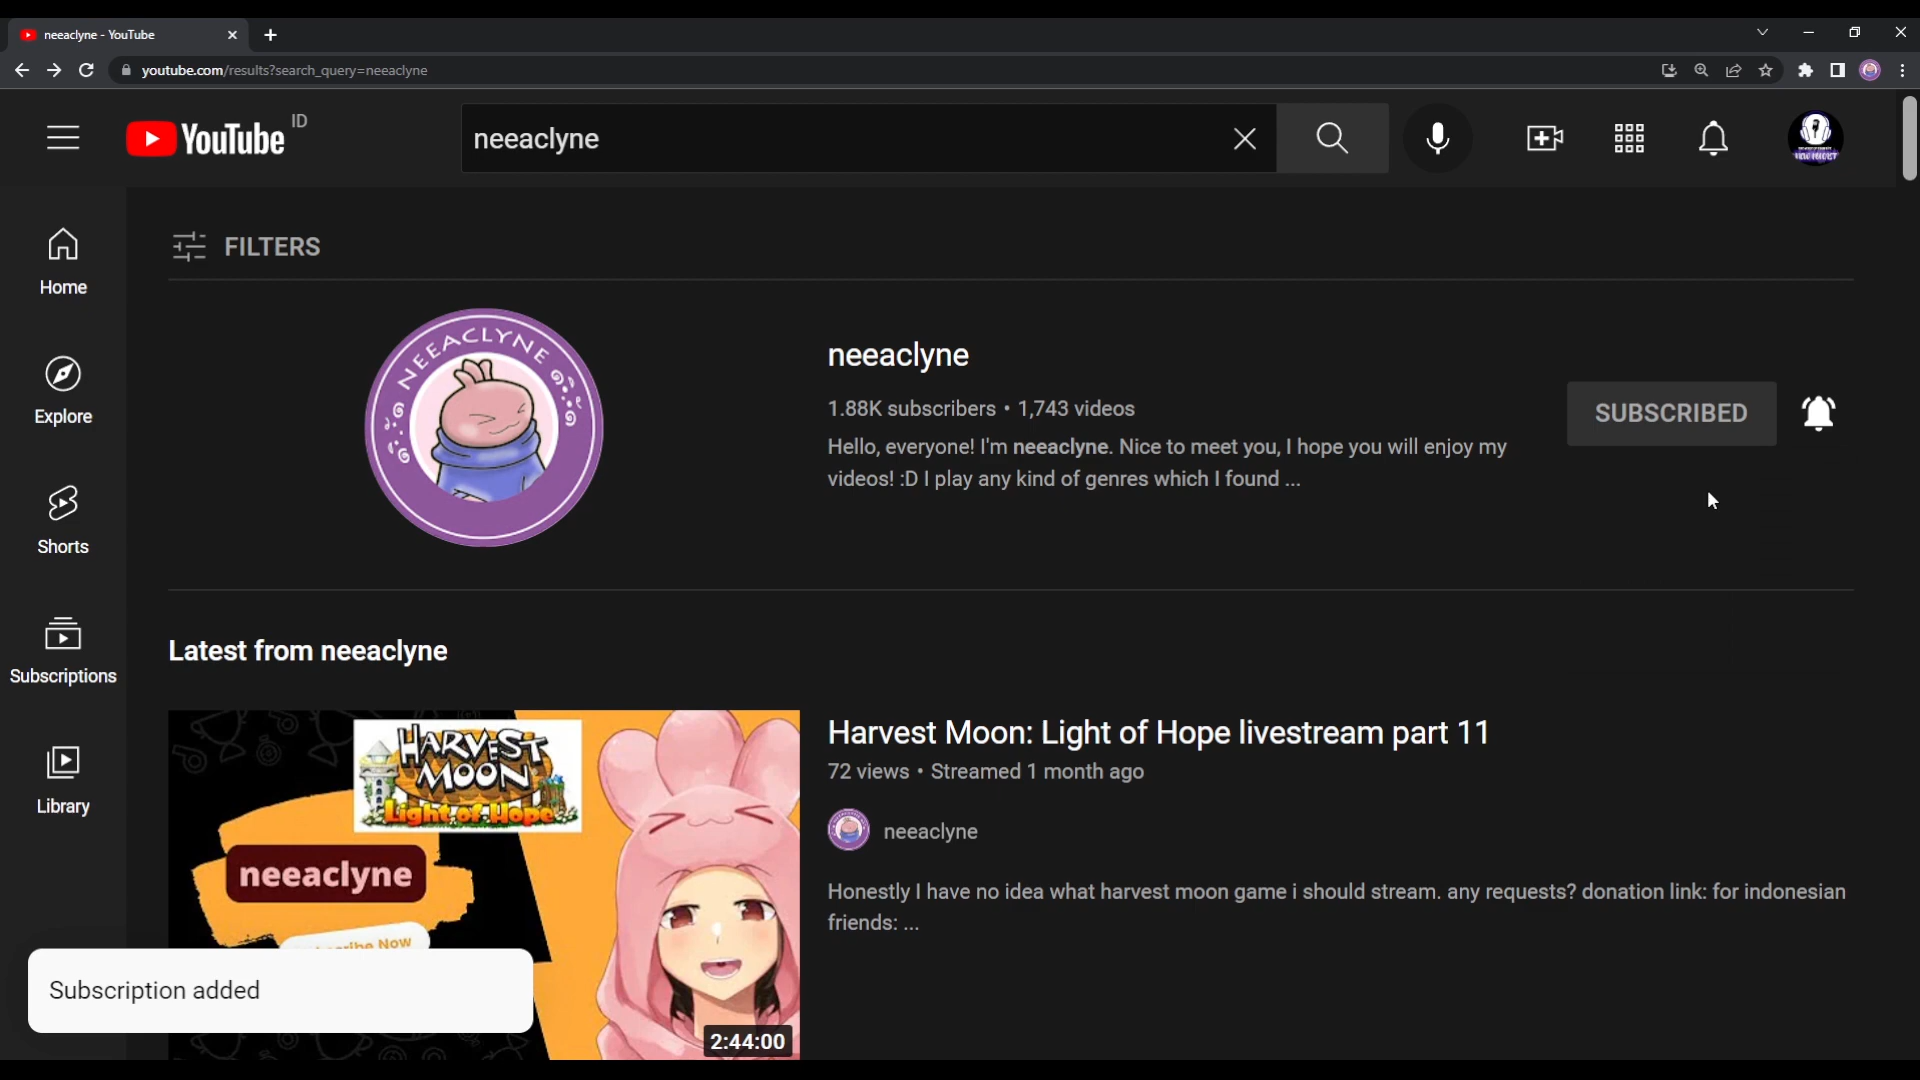 neeaclyne - YouTube
youtube.com/results?search_query=neeaclyne
YouTube ID
neeaclyne
FILTERS
Home
Explore
Shorts
Subscriptions
Library
NEEACLYNE
neeaclyne
1.88K subscribers • 1,743 videos
Hello, everyone! I'm neeaclyne. Nice to meet you, I hope you will enjoy my
videos! :D I play any kind of genres which I found ...
SUBSCRIBED
Latest from neeaclyne
HARVEST
MOON
Light of Hope
neeaclyne
Now
2:44:00
Harvest Moon: Light of Hope livestream part 11
72 views • Streamed 1 month ago
neeaclyne
Honestly I have no idea what harvest moon game i should stream. any requests? donation link: for indonesian
friends: ...
Subscription added